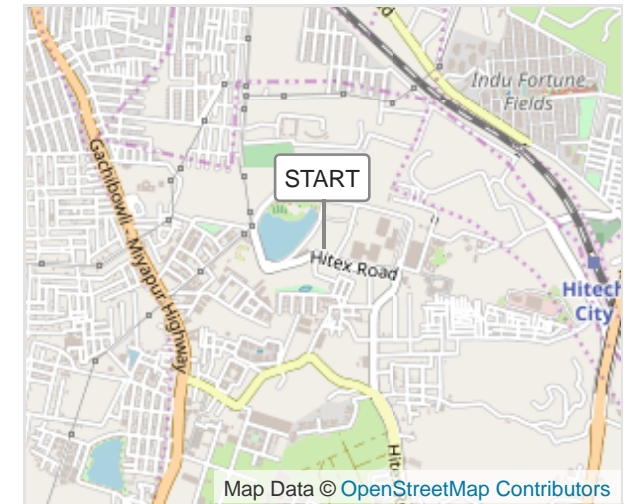 Indu Fortune
Fields
START
Gachibowli - Miyapur Highway
Hitex Road
Hitech
City
Map Data © OpenStreetMap Contributors